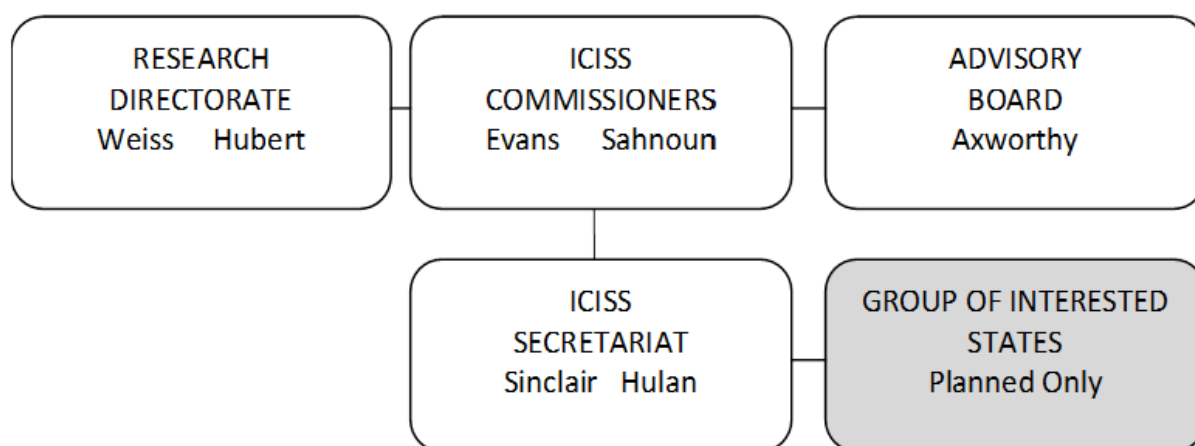 RESEARCH
DIRECTORATE
Weiss Hubert
ICISS
COMMISSIONERS
Evans Sahnoun
ADVISORY
BOARD
Axworthy
ICISS
SECRETARIAT
Sinclair Hulan
GROUP OF INTERESTED
STATES
Planned Only